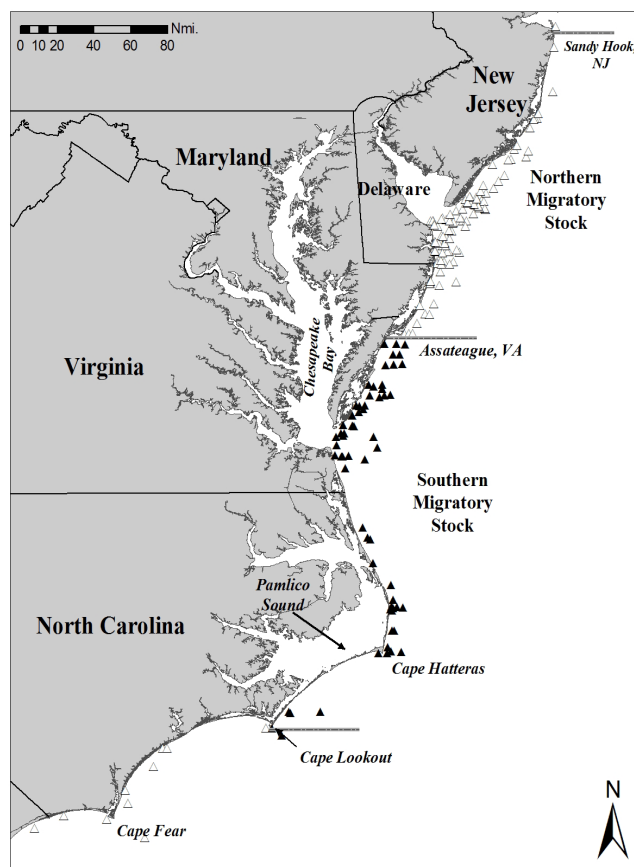 Nmi.
0 10 20 40 60 80
Sandy Hook,
NJ
New
Jersey
Maryland
Delaware
Northern
Migratory
Stock
Chesapeake
Bay
Assateague, VA
Virginia
Southern
Migratory
Stock
Pamlico
Sound
North Carolina
Cape Hatteras
Cape Lookout
Cape Fear
N